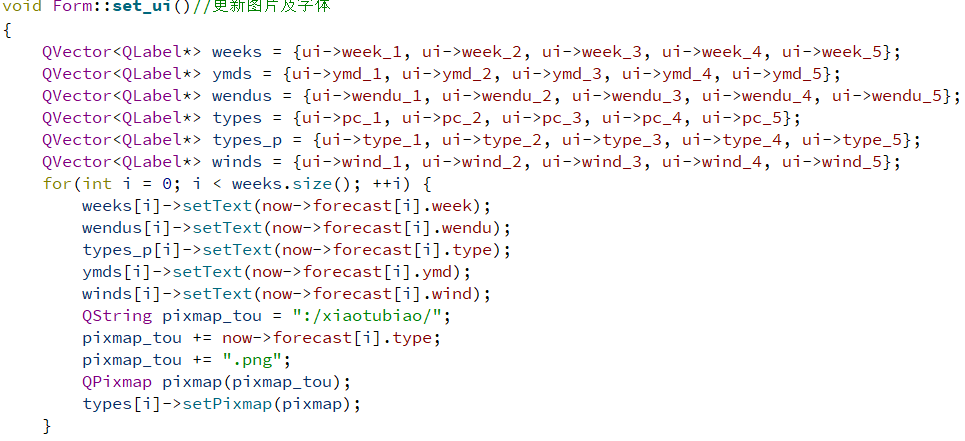 void Form::set_ui()//更新图片及字体
{
    QVector<QLabel*> weeks = {ui->week_1, ui->week_2, ui->week_3, ui->week_4, ui->week_5};
    QVector<QLabel*> ymds = {ui->ymd_1, ui->ymd_2, ui->ymd_3, ui->ymd_4, ui->ymd_5};
    QVector<QLabel*> wendus = {ui->wendu_1, ui->wendu_2, ui->wendu_3, ui->wendu_4, ui->wendu_5};
    QVector<QLabel*> types = {ui->pc_1, ui->pc_2, ui->pc_3, ui->pc_4, ui->pc_5};
    QVector<QLabel*> types_p = {ui->type_1, ui->type_2, ui->type_3, ui->type_4, ui->type_5};
    QVector<QLabel*> winds = {ui->wind_1, ui->wind_2, ui->wind_3, ui->wind_4, ui->wind_5};
    for(int i = 0; i < weeks.size(); ++i) {
        weeks[i]->setText(now->forecast[i].week);
        wendus[i]->setText(now->forecast[i].wendu);
        types_p[i]->setText(now->forecast[i].type);
        ymds[i]->setText(now->forecast[i].ymd);
        winds[i]->setText(now->forecast[i].wind);
        QString pixmap_tou = ":/xiaotubiao/";
        pixmap_tou += now->forecast[i].type;
        pixmap_tou += ".png";
        QPixmap pixmap(pixmap_tou);
        types[i]->setPixmap(pixmap);
    }